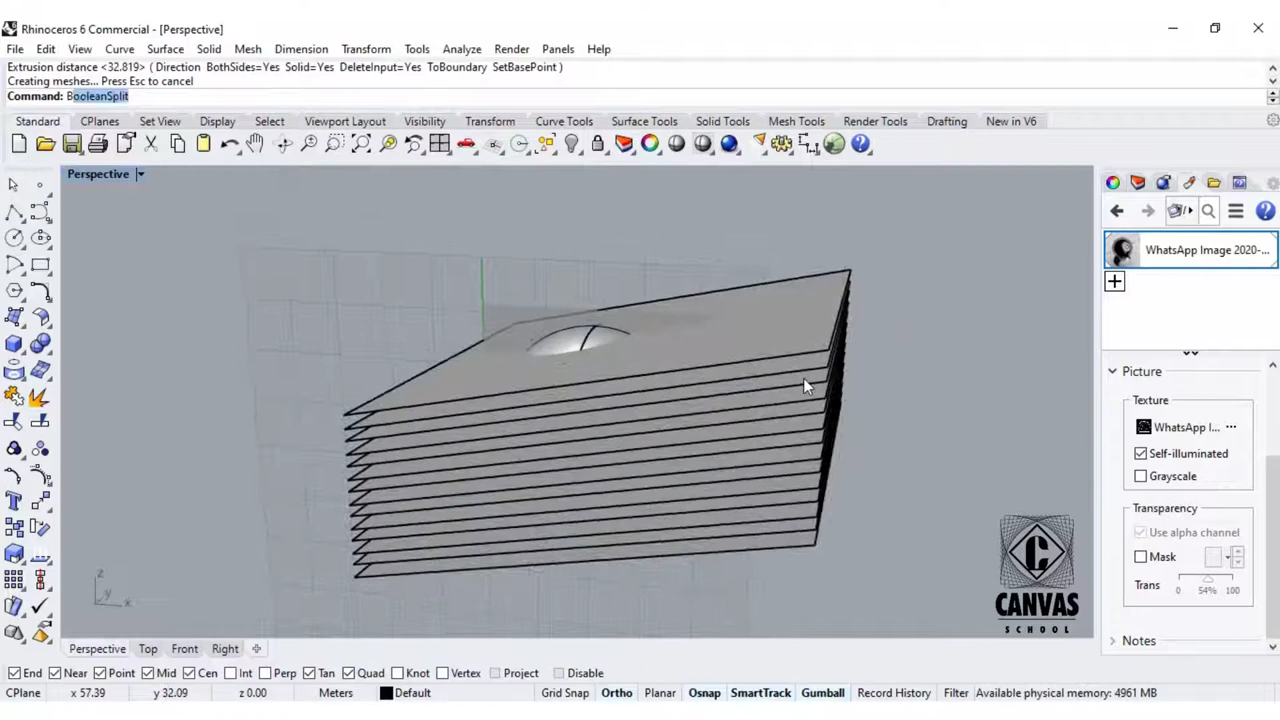 Rhinoceros 6 Commercial - [Perspective]
File Edit View Curve Surface Solid Mesh Dimension Transform Tools Analyze Render Panels Help
Extrusion distance <32.819> ( Direction BothSides=Yes Solid=Yes DeleteInput=Yes ToBoundary SetBasePoint )
Creating meshes... Press Esc to cancel
Command: BooleanSplit
Standard CPlanes Set View Display Select Viewport Layout Visibility Transform Curve Tools Surface Tools Solid Tools Mesh Tools Render Tools Drafting New in V6
Perspective
WhatsApp Image 2020-...
Picture
Texture
WhatsApp I... ...
Self-illuminated
Grayscale
Transparency
Use alpha channel
Mask
Trans
0 54% 100
Notes
z
y
x
C
CANVAS
SCHOOL
Perspective Top Front Right
End Near Point Mid Cen Int Perp Tan Quad Knot Vertex Project Disable
CPlane x 57.39 y 32.09 z 0.00 Meters Default Grid Snap Ortho Planar Osnap SmartTrack Gumball Record History Filter Available physical memory: 4961 MB